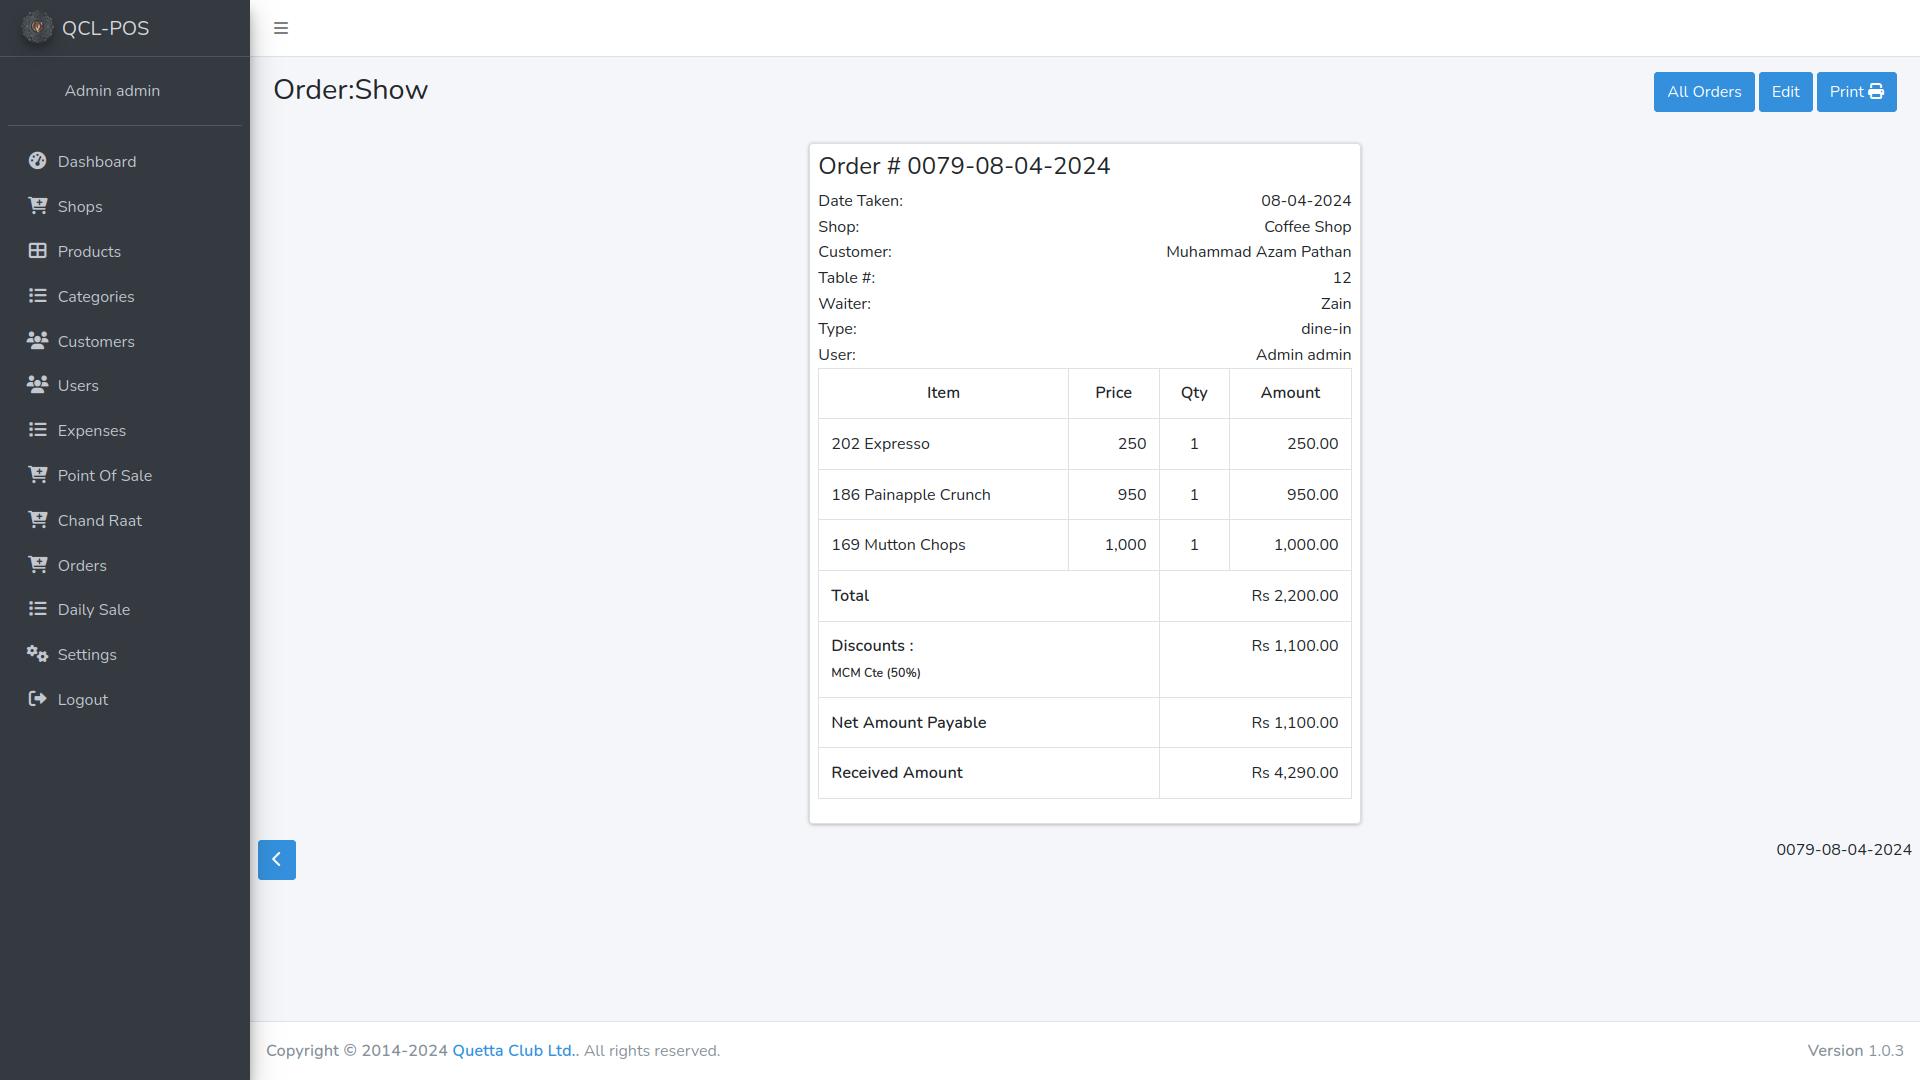 QCL-POS
Admin admin
Dashboard
Shops
Products
Categories
Customers
Users
Expenses
Point Of Sale
Chand Raat
Orders
Daily Sale
Settings
Logout
Order:Show
All Orders Edit Print
Order # 0079-08-04-2024
Date Taken: 08-04-2024
Shop: Coffee Shop
Customer: Muhammad Azam Pathan
Table #: 12
Waiter: Zain
Type: dine-in
User: Admin admin
Item Price Qty Amount
202 Expresso 250 1 250.00
186 Painapple Crunch 950 1 950.00
169 Mutton Chops 1,000 1 1,000.00
Total Rs 2,200.00
Discounts : Rs 1,100.00
MCM Cte (50%)
Net Amount Payable Rs 1,100.00
Received Amount Rs 4,290.00
0079-08-04-2024
Copyright © 2014-2024 Quetta Club Ltd.. All rights reserved. Version 1.0.3